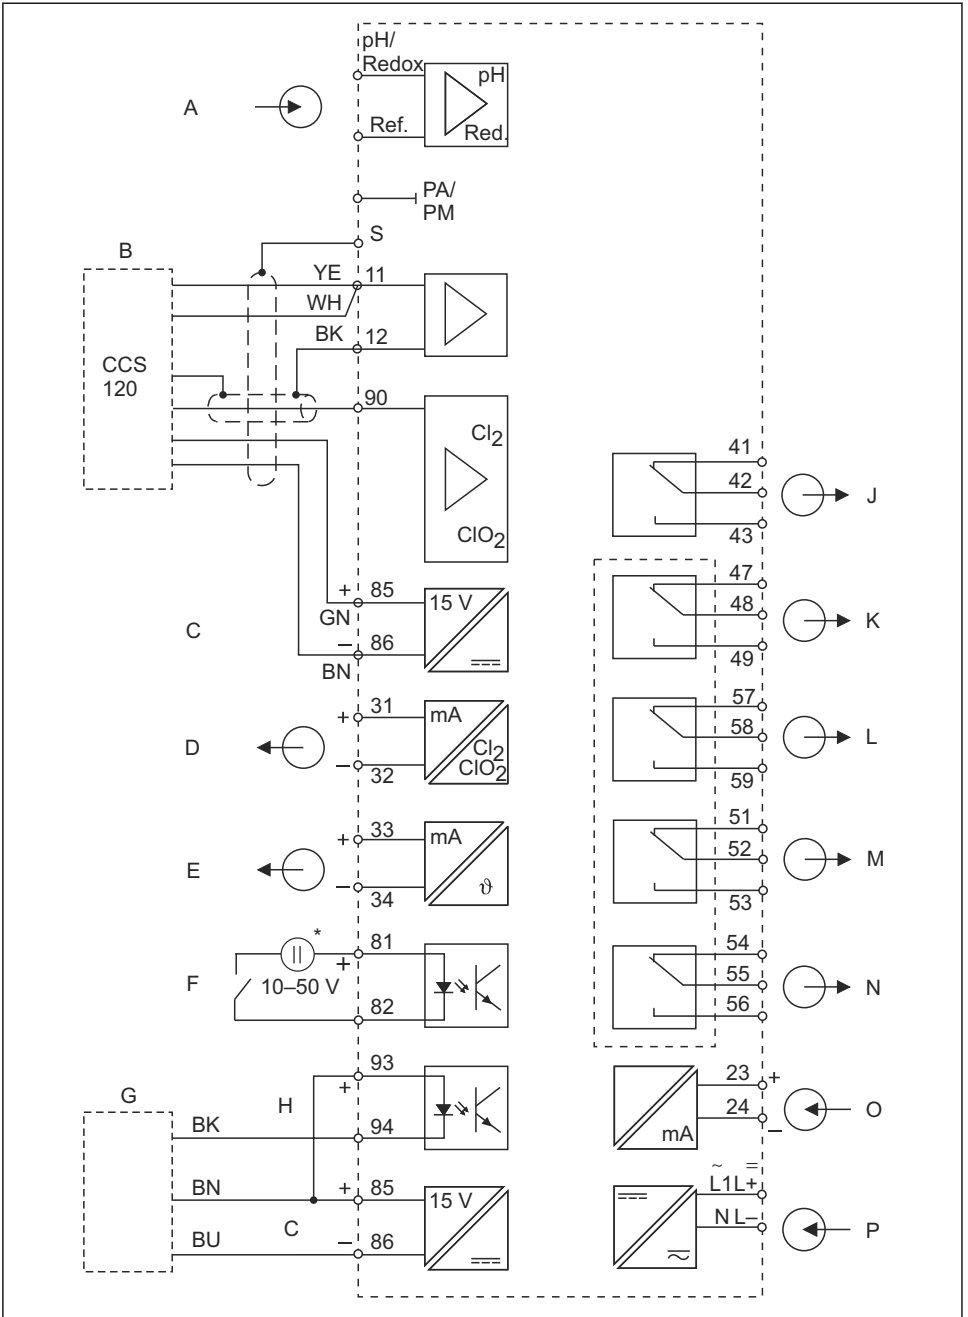 pH/
Redox
pH
A
Ref.
Red.
PA/
PM
S
B
YE
11
WH
BK
12
CCS
120
90
Cl2
ClO2
+
85
GN
15 V
C
–
86
BN
+
31
mA
D
Cl2
ClO2
–
32
+
33
mA
E
ϑ
–
34
*
81
+
F
10–50 V
82
93
+
G
H
BK
94
BN
+
85
15 V
C
BU
–
86
41
42
J
43
47
48
K
49
57
58
L
59
51
52
M
53
54
55
N
56
23
+
24
O
–
mA
~ =
L1L+
N L–
P